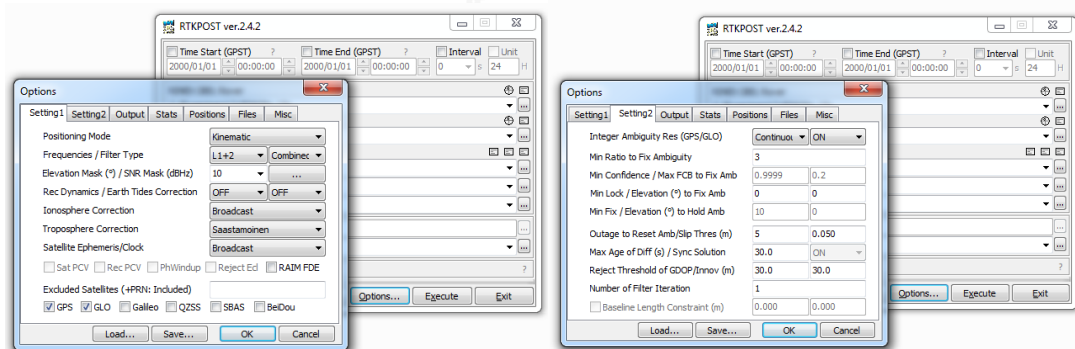 RTKPOST ver.2.4.2
Time Start (GPST) ? Time End (GPST) ? Interval Unit
2000/01/01 00:00:00 2000/01/01 00:00:00 0 s 24 H
Options
Setting1 Setting2 Output Stats Positions Files Misc
Positioning Mode Kinematic
Frequencies / Filter Type L1+2 Combinec
Elevation Mask (°) / SNR Mask (dBHz) 10 ...
Rec Dynamics / Earth Tides Correction OFF OFF
Ionosphere Correction Broadcast
Troposphere Correction Saastamoinen
Satellite Ephemeris/Clock Broadcast
Sat PCV Rec PCV PhWindup Reject Ecl RAIM FDE
Excluded Satellites (+PRN: Included)
GPS GLO Galileo QZSS SBAS BeiDou
Load... Save... OK Cancel
...
...
...
...
...
...
...
?
Options... Execute Exit
RTKPOST ver.2.4.2
Time Start (GPST) ? Time End (GPST) ? Interval Unit
2000/01/01 00:00:00 2000/01/01 00:00:00 0 s 24 H
Options
Setting1 Setting2 Output Stats Positions Files Misc
Integer Ambiguity Res (GPS/GLO) Continuou ON
Min Ratio to Fix Ambiguity 3
Min Confidence / Max FCB to Fix Amb 0.9999 0.2
Min Lock / Elevation (°) to Fix Amb 0 0
Min Fix / Elevation (°) to Hold Amb 10 0
Outage to Reset Amb/Slip Thres (m) 5 0.050
Max Age of Diff (s) / Sync Solution 30.0 ON
Reject Threshold of GDOP/Innov (m) 30.0 30.0
Number of Filter Iteration 1
Baseline Length Constraint (m) 0.000 0.000
Load... Save... OK Cancel
...
...
...
...
...
...
...
?
Options... Execute Exit